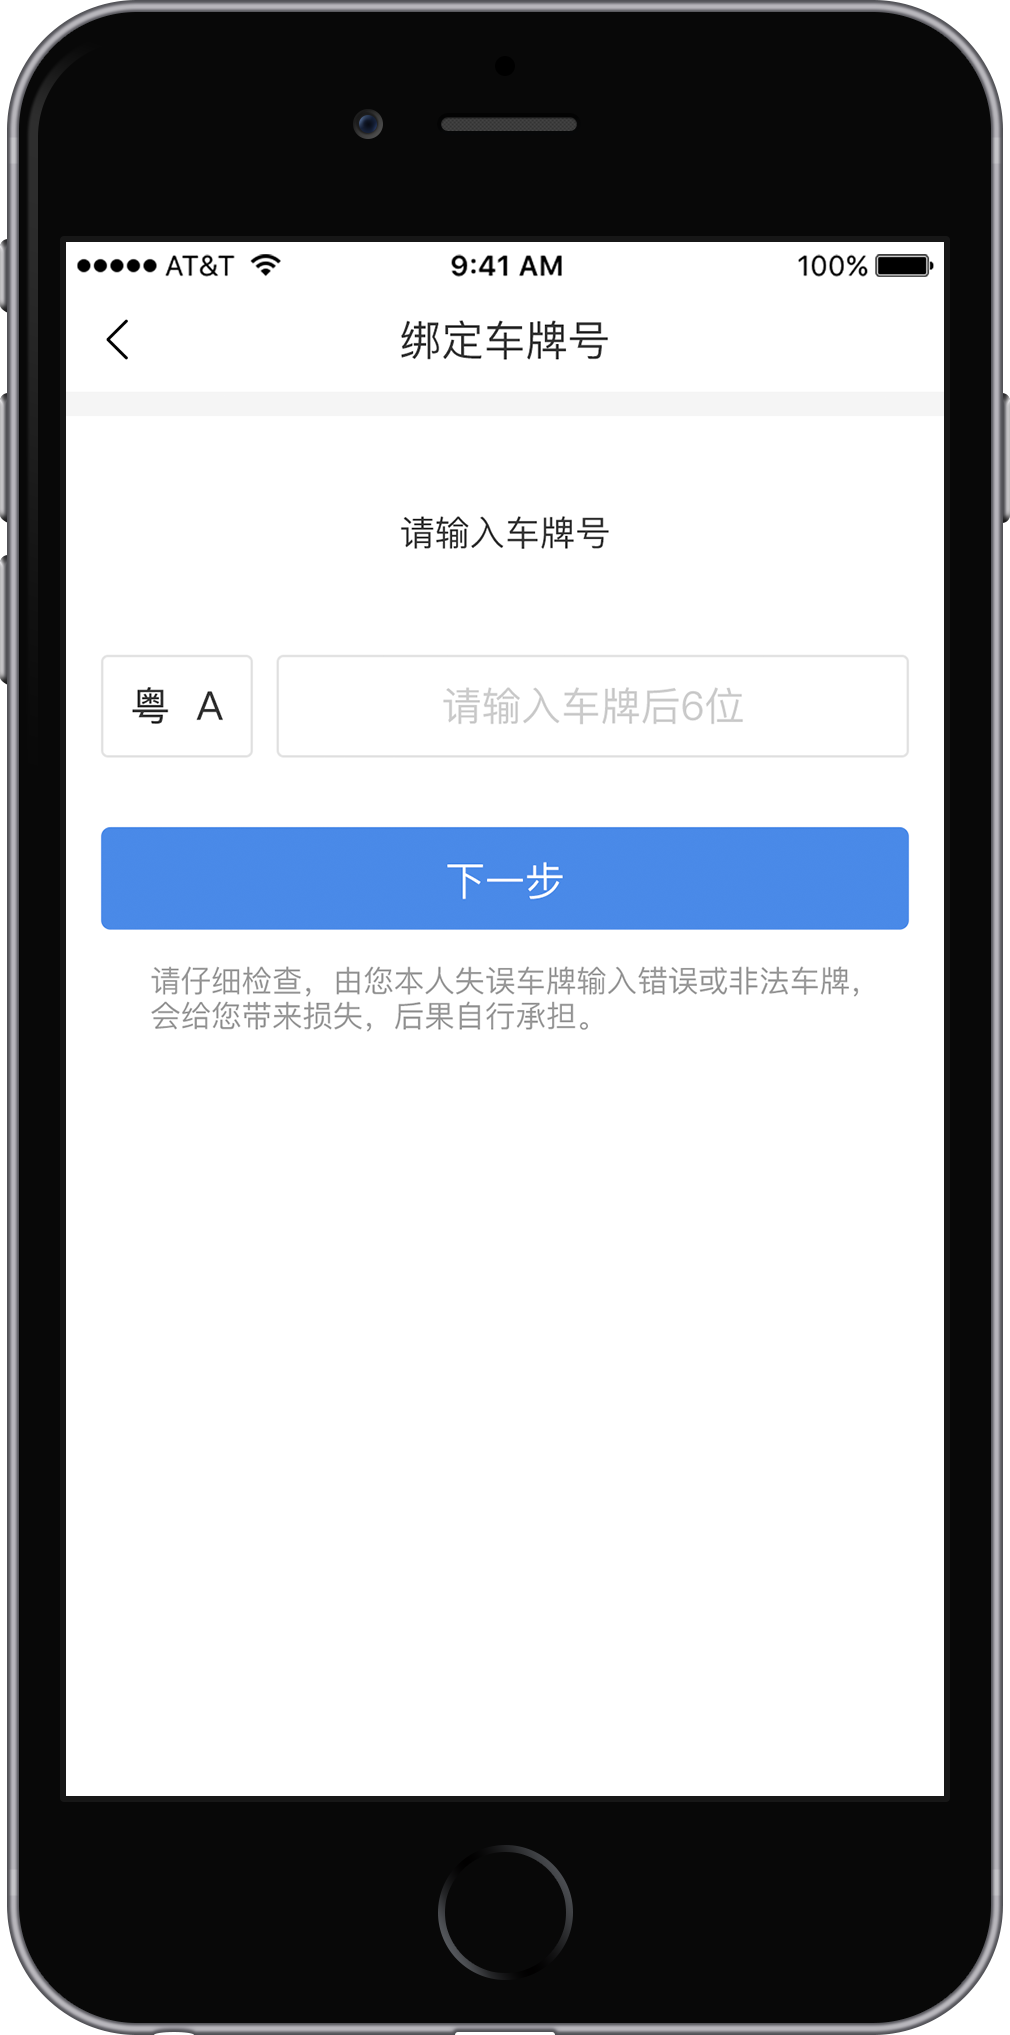 AT&T 9:41 AM 100%
绑定车牌号
请输入车牌号
粤 A 请输入车牌后6位
下一步
请仔细检查，由您本人失误车牌输入错误或非法车牌，
会给您带来损失，后果自行承担。